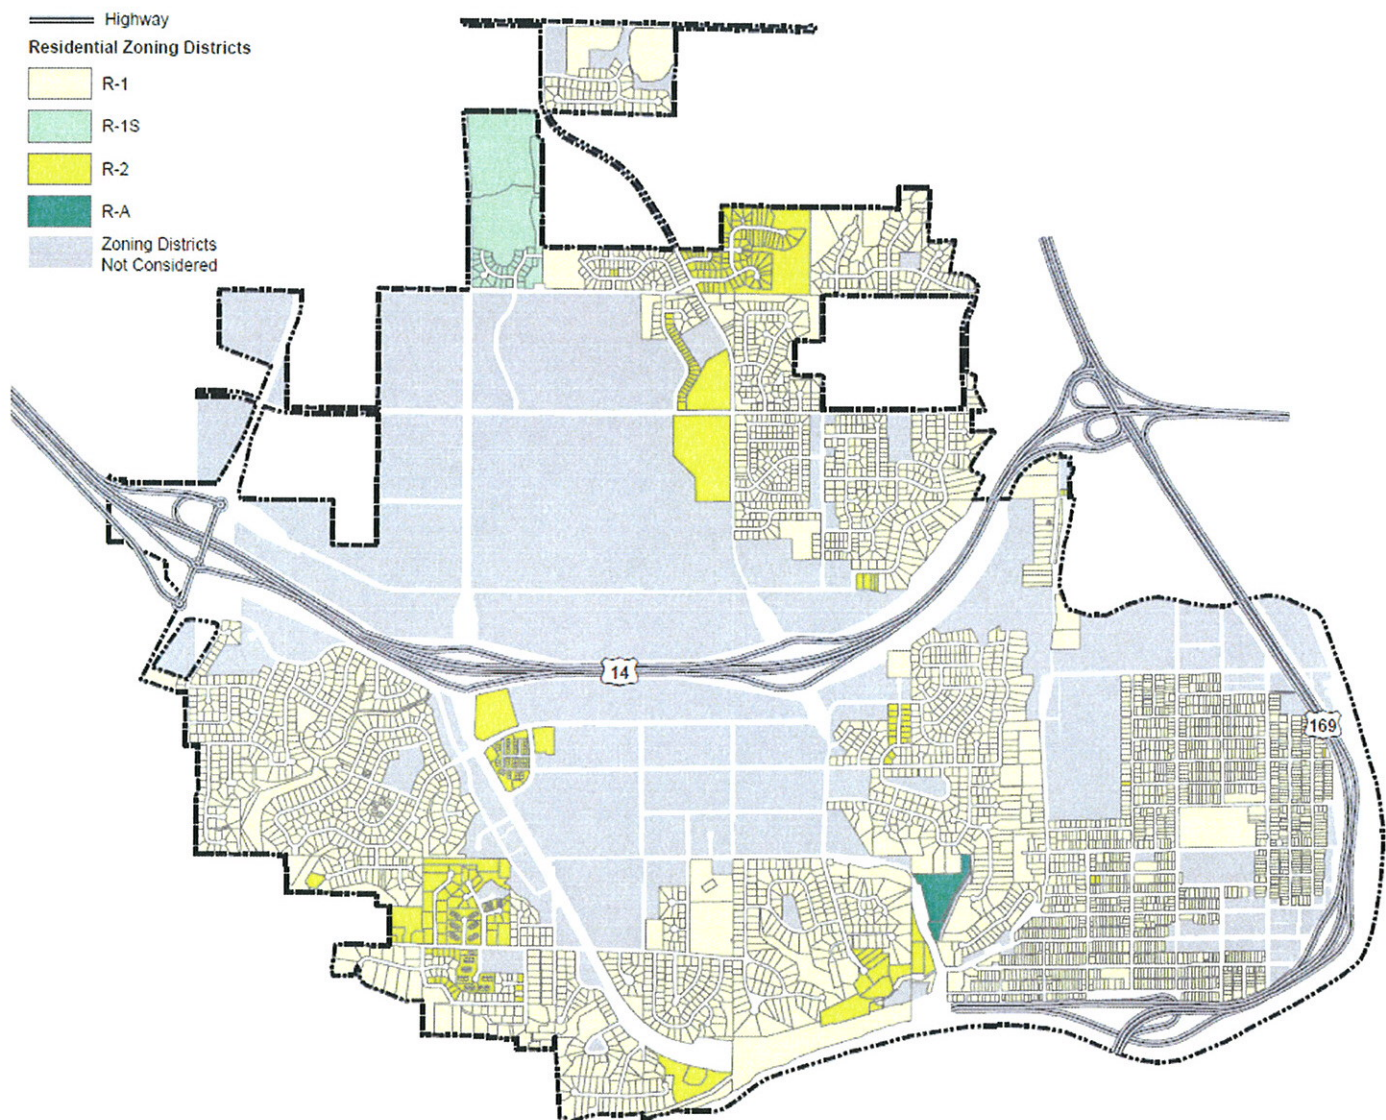 Highway
Residential Zoning Districts
R-1
R-1S
R-2
R-A
Zoning Districts
Not Considered
14
169